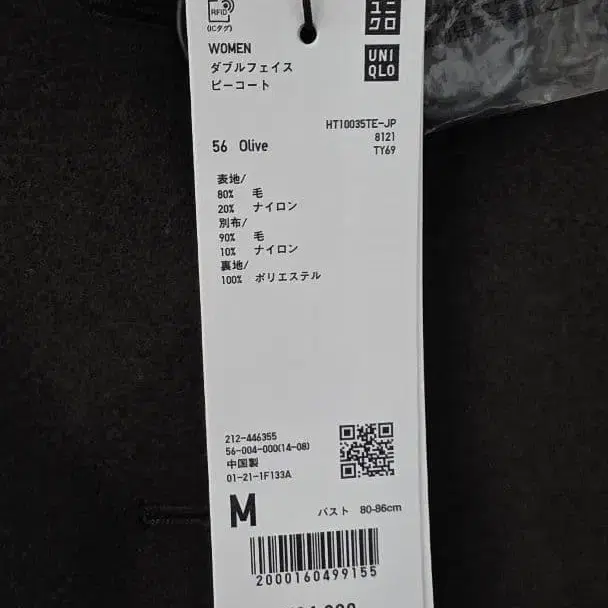 RFID
(ICタグ)
ユニ
クロ
UNI
QLO
WOMEN
ダブルフェイス
ピーコート
HT10035TE-JP
56 Olive
8121
TY69
表地/
80% 毛
20% ナイロン
別布/
90% 毛
10% ナイロン
裏地/
100% ポリエステル
212-446355
56-004-000(14-08)
中国製
01-21-1F133A
M バスト 80-86cm
2000160499155